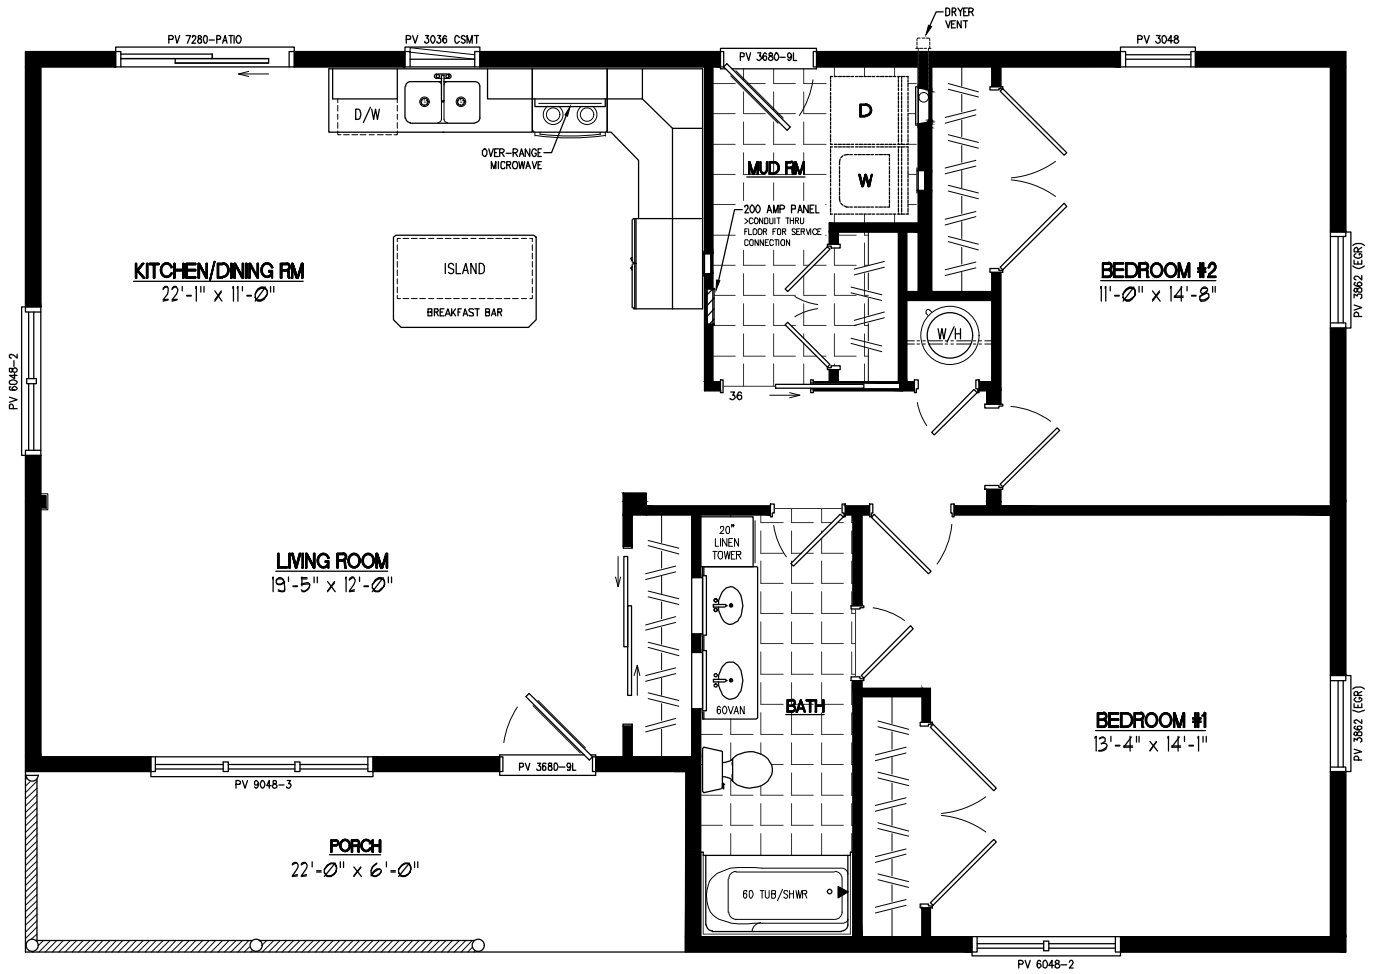 DRYER
VENT
PV 7280-PATIO
PV 3036 CSMT
PV 3680-9L
PV 3048
D/W
OVER-RANGE
MICROWAVE
D
MUD RM
W
200 AMP PANEL
>CONDUIT THRU
FLOOR FOR SERVICE
CONNECTION
KITCHEN/DINING RM
22'-1" x 11'-0"
ISLAND
BREAKFAST BAR
BEDROOM #2
11'-0" x 14'-8"
PV 3862 (EGR)
W/H
PV 6048-2
36
LIVING ROOM
19'-5" x 12'-0"
20"
LINEN
TOWER
60VAN
BATH
BEDROOM #1
13'-4" x 14'-1"
PV 3862 (EGR)
PV 9048-3
PV 3680-9L
PORCH
22'-0" x 6'-0"
60 TUB/SHWR
PV 6048-2